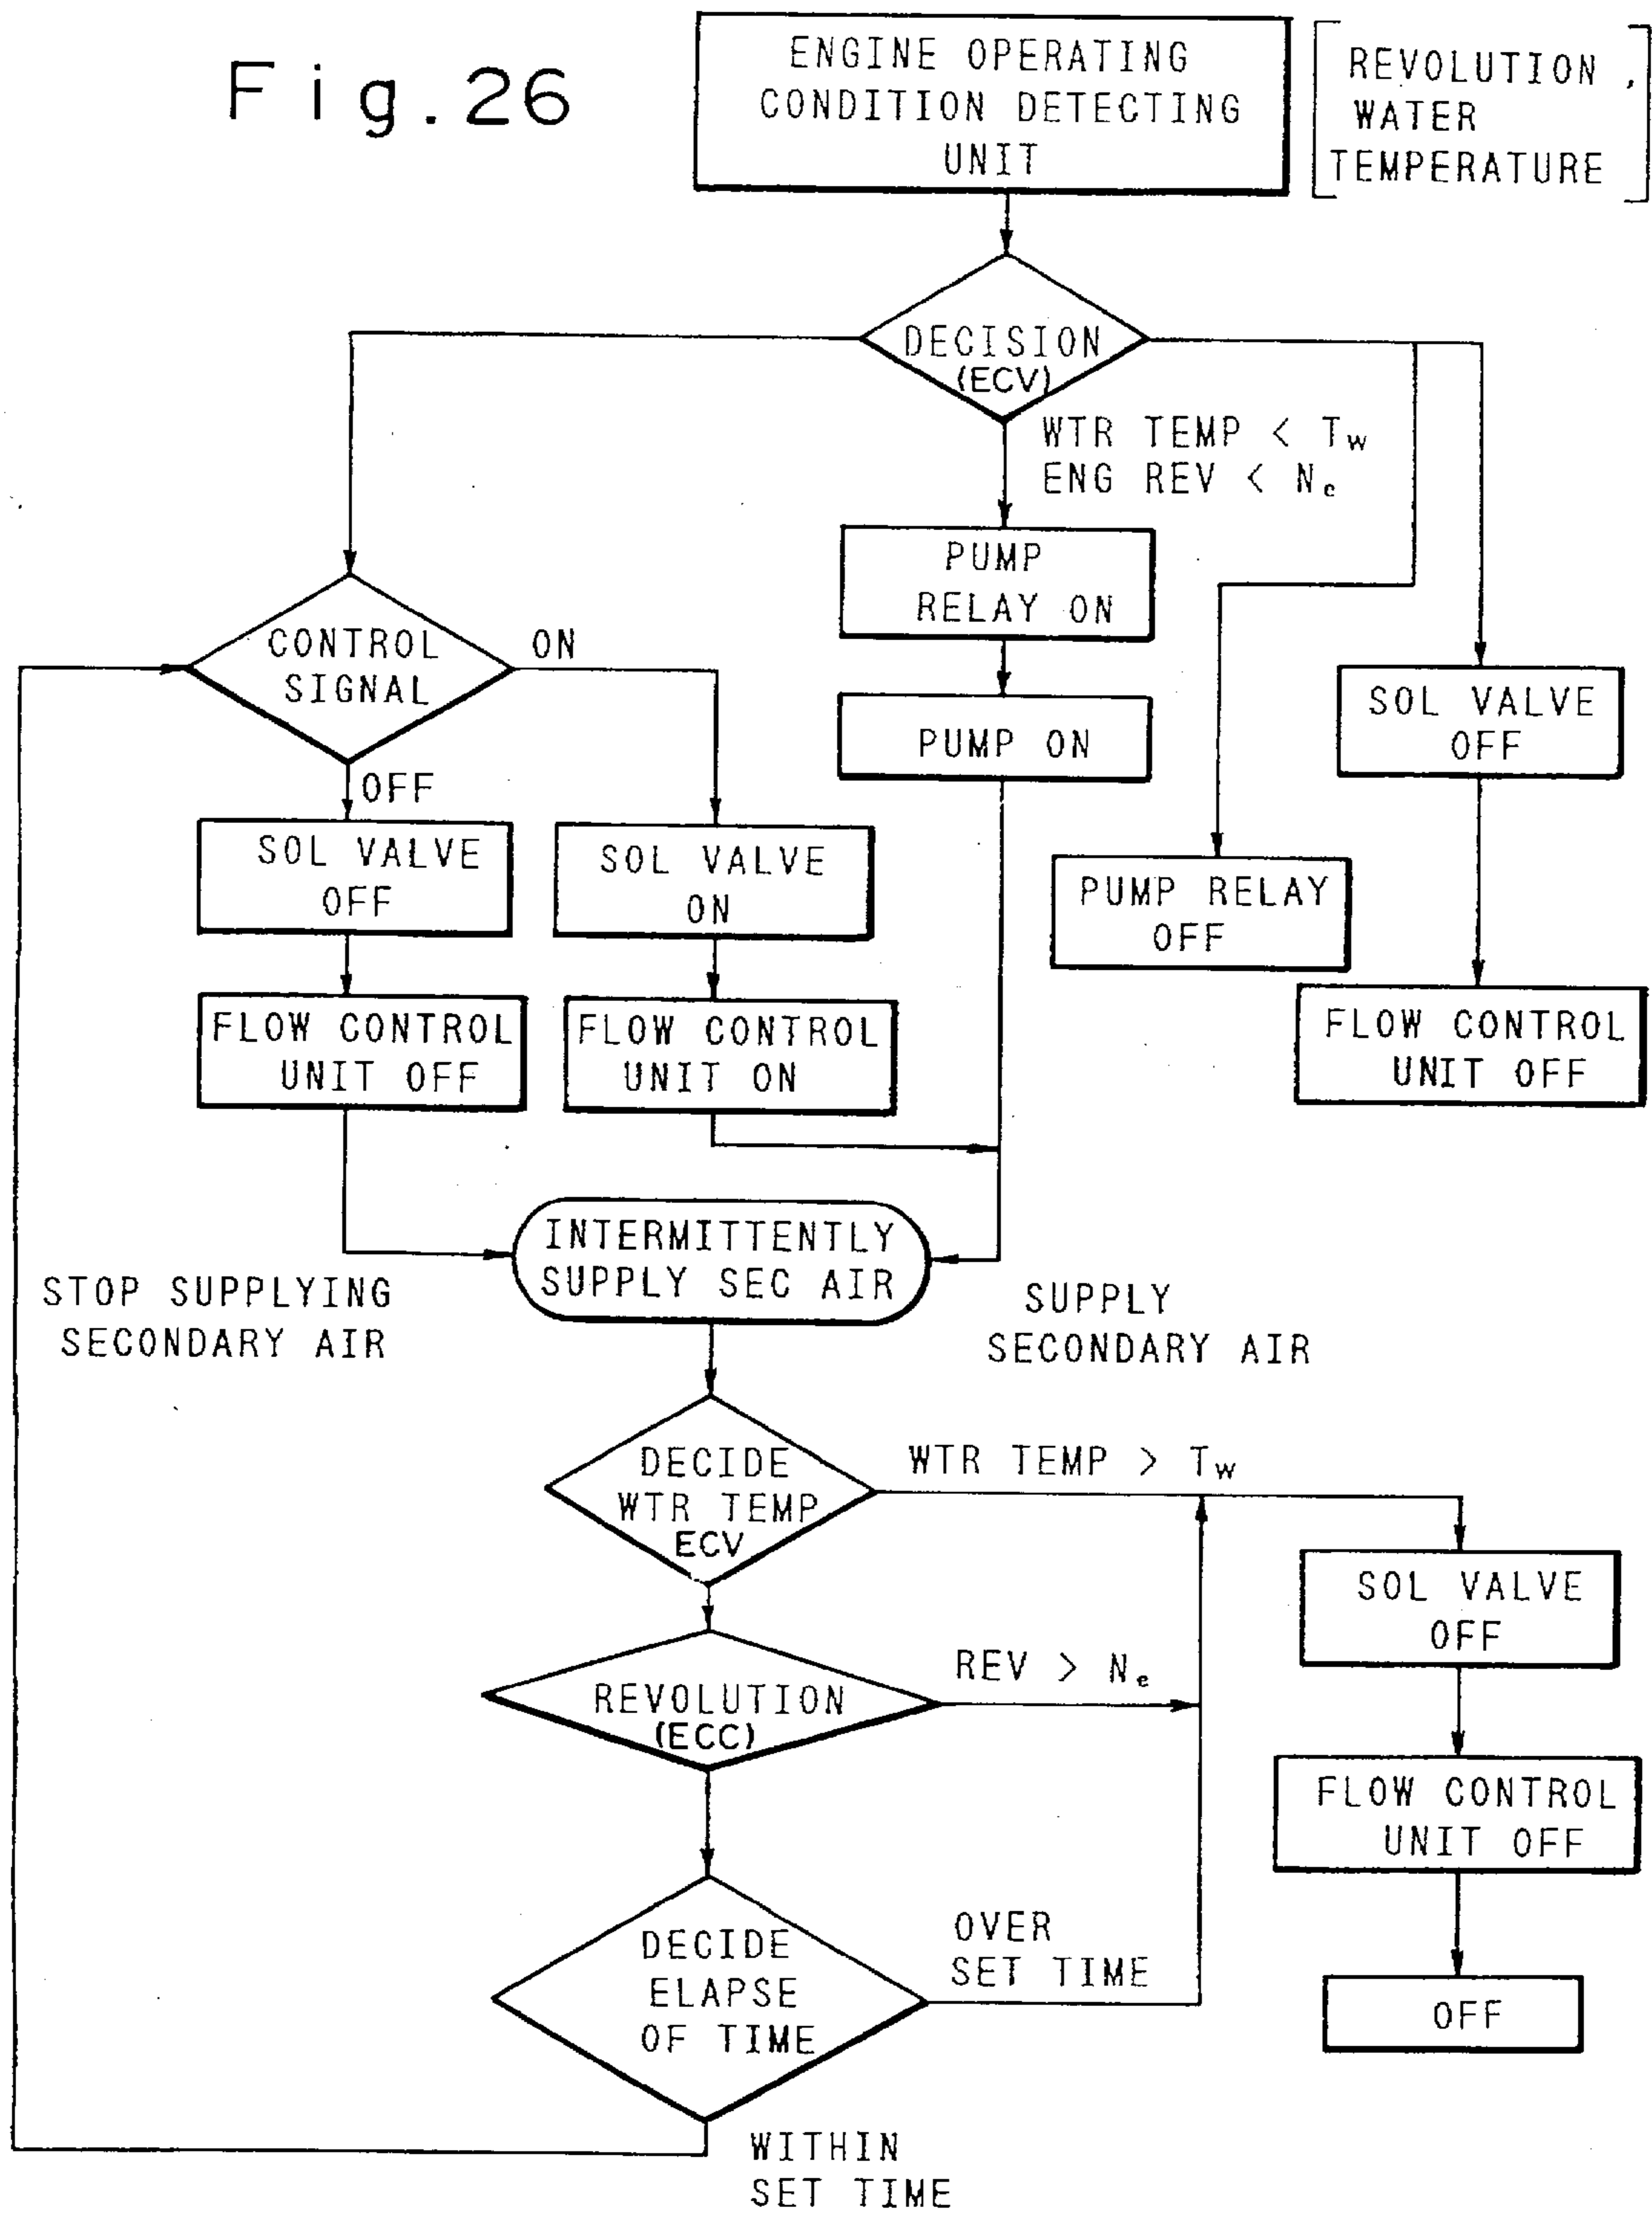 Fig.26
ENGINE OPERATING
CONDITION DETECTING
UNIT
REVOLUTION,
WATER
TEMPERATURE
DECISION
(ECV)
WTR TEMP < Tw
ENG REV < Ne
PUMP
RELAY ON
CONTROL
SIGNAL
ON
OFF
PUMP ON
SOL VALVE
OFF
SOL VALVE
OFF
SOL VALVE
ON
PUMP RELAY
OFF
FLOW CONTROL
UNIT OFF
FLOW CONTROL
UNIT ON
FLOW CONTROL
UNIT OFF
INTERMITTENTLY
SUPPLY SEC AIR
STOP SUPPLYING
SECONDARY AIR
SUPPLY
SECONDARY AIR
DECIDE
WTR TEMP
ECV
WTR TEMP > Tw
SOL VALVE
OFF
REVOLUTION
(ECC)
REV > Ne
FLOW CONTROL
UNIT OFF
DECIDE
ELAPSE
OF TIME
OVER
SET TIME
OFF
WITHIN
SET TIME